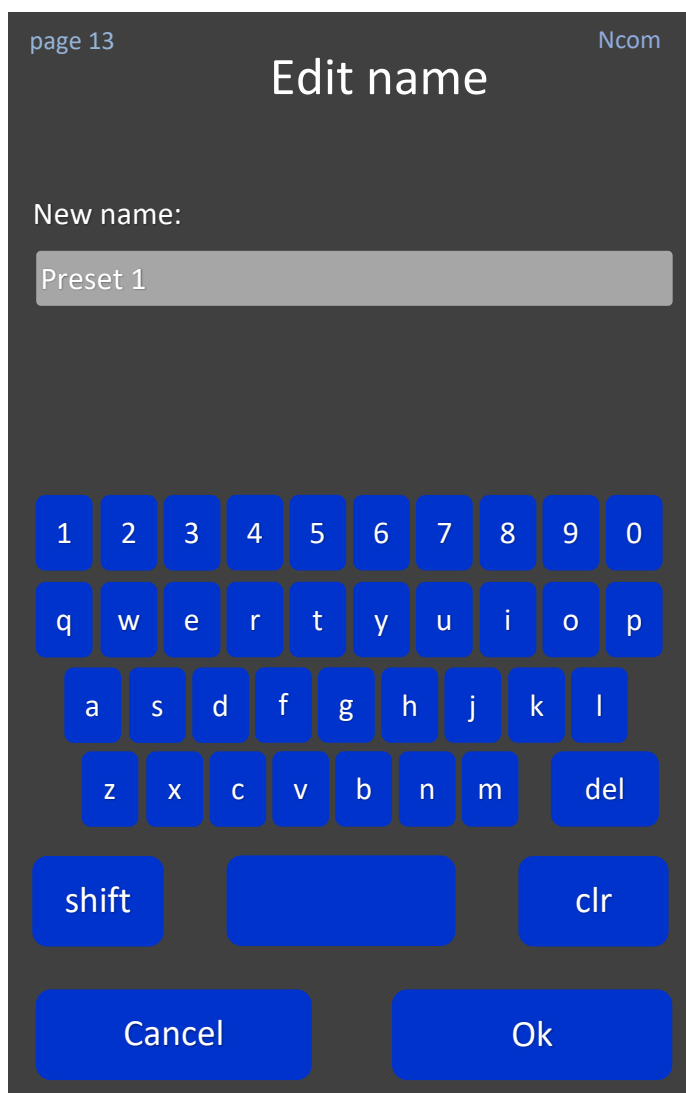 page 13
Ncom
Edit name
New name:
Preset 1
1 2 3 4 5 6 7 8 9 0
q w e r t y u i o p
a s d f g h j k l
z x c v b n m del
shift clr
Cancel Ok